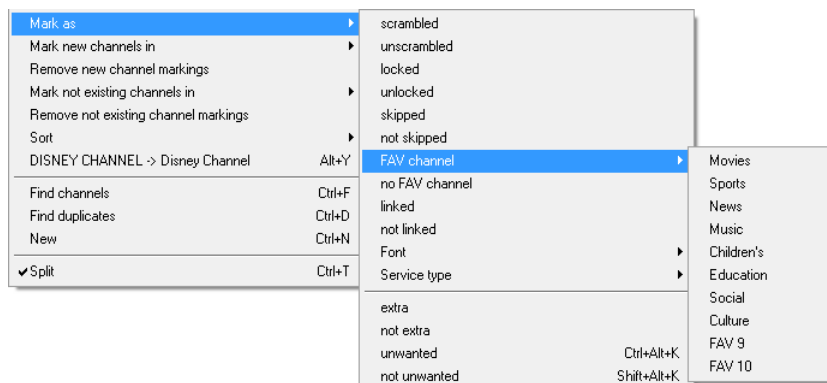 Mark as
Mark new channels in
Remove new channel markings
Mark not existing channels in
Remove not existing channel markings
Sort
DISNEY CHANNEL -> Disney Channel Alt+Y
Find channels Ctrl+F
Find duplicates Ctrl+D
New Ctrl+N
Split Ctrl+T
scrambled
unscrambled
locked
unlocked
skipped
not skipped
FAV channel
no FAV channel
linked
not linked
Font
Service type
extra
not extra
unwanted Ctrl+Alt+K
not unwanted Shift+Alt+K
Movies
Sports
News
Music
Children's
Education
Social
Culture
FAV 9
FAV 10